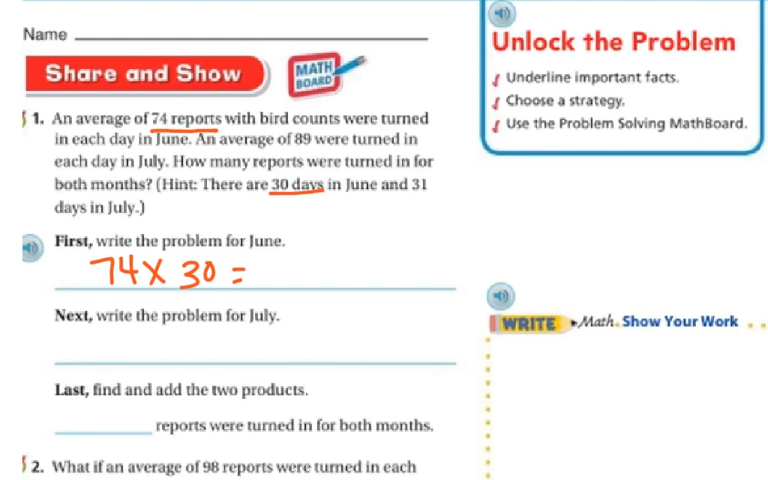 Name
Share and Show
MATH
BOARD
Unlock the Problem
Underline important facts.
Choose a strategy.
Use the Problem Solving MathBoard.
1. An average of 74 reports with bird counts were turned
in each day in June. An average of 89 were turned in
each day in July. How many reports were turned in for
both months? (Hint: There are 30 days in June and 31
days in July.)
First, write the problem for June.
74 x 30 =
Next, write the problem for July.
Last, find and add the two products.
reports were turned in for both months.
WRITE Math. Show Your Work
2. What if an average of 98 reports were turned in each